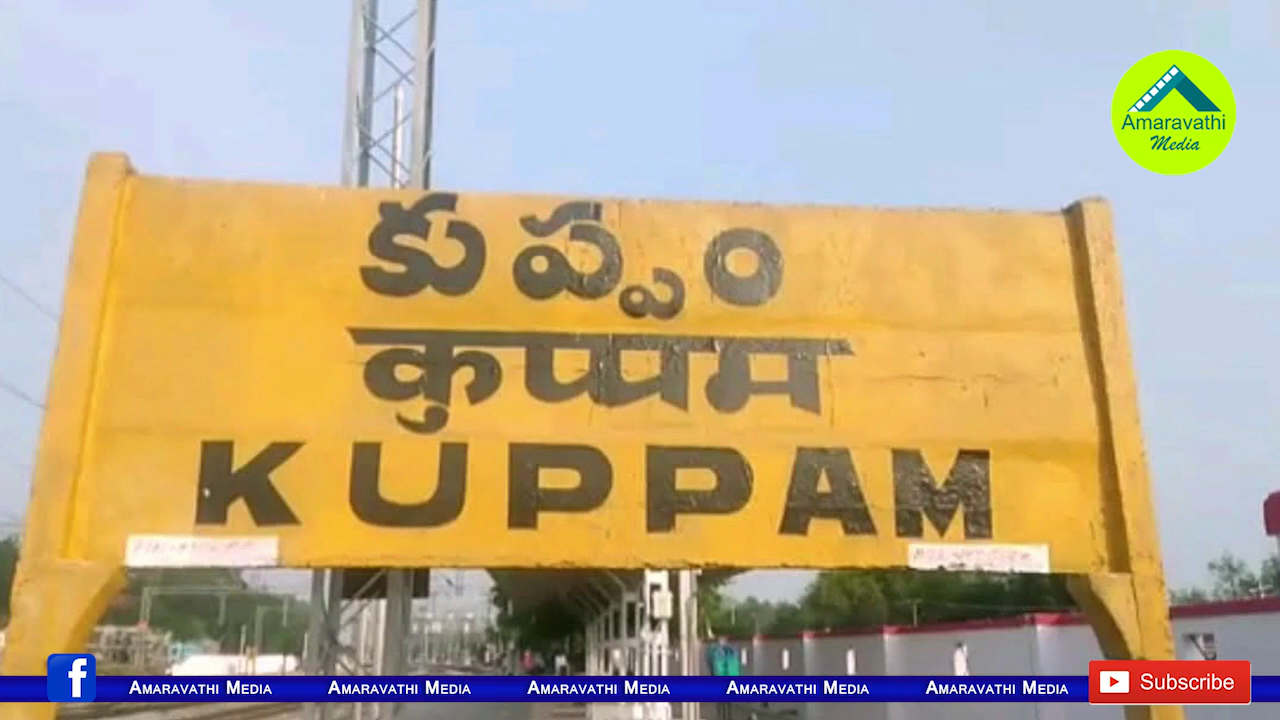 Amaravathi
Media
కుప్పం
कुप्पम
KUPPAM
f
AMARAVATHI MEDIA AMARAVATHI MEDIA AMARAVATHI MEDIA AMARAVATHI MEDIA AMARAVATHI MEDIA
Subscribe